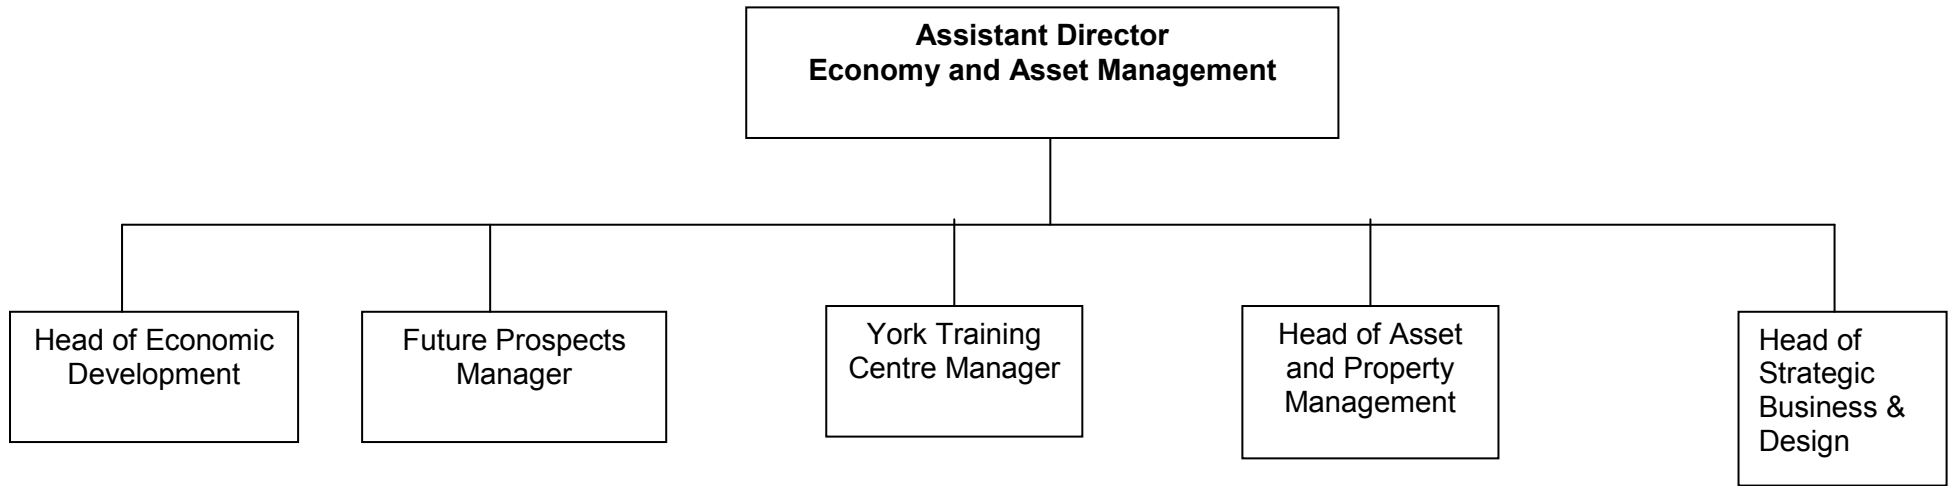 Assistant Director
Economy and Asset Management
Head of Economic
Development
Future Prospects
Manager
York Training
Centre Manager
Head of Asset
and Property
Management
Head of
Strategic
Business &
Design